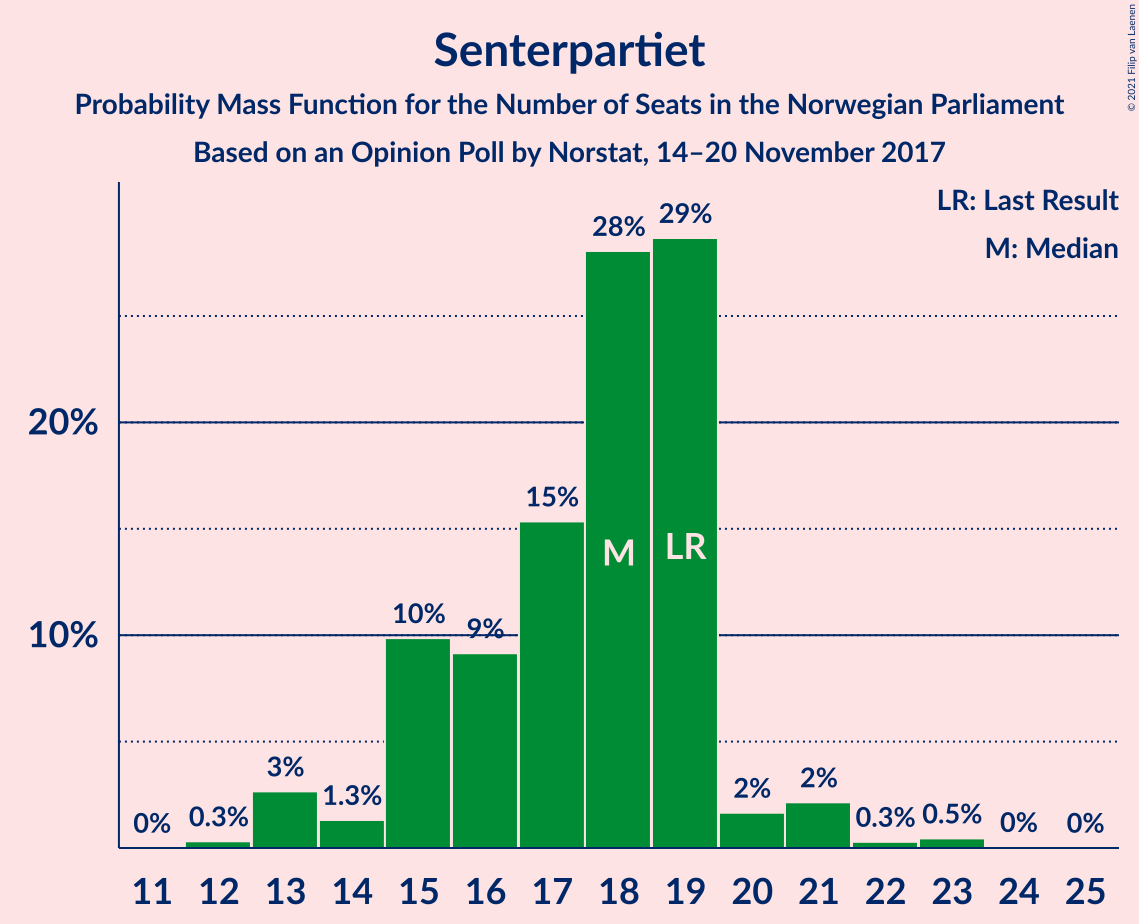 © 2021 Filip van Laenen
Senterpartiet
Probability Mass Function for the Number of Seats in the Norwegian Parliament
Based on an Opinion Poll by Norstat, 14–20 November 2017
LR: Last Result
M: Median
20%
10%
0% 0.3% 3% 1.3% 10% 9% 15% 28% 29% 2% 2% 0.3% 0.5% 0% 0%
M LR
11 12 13 14 15 16 17 18 19 20 21 22 23 24 25